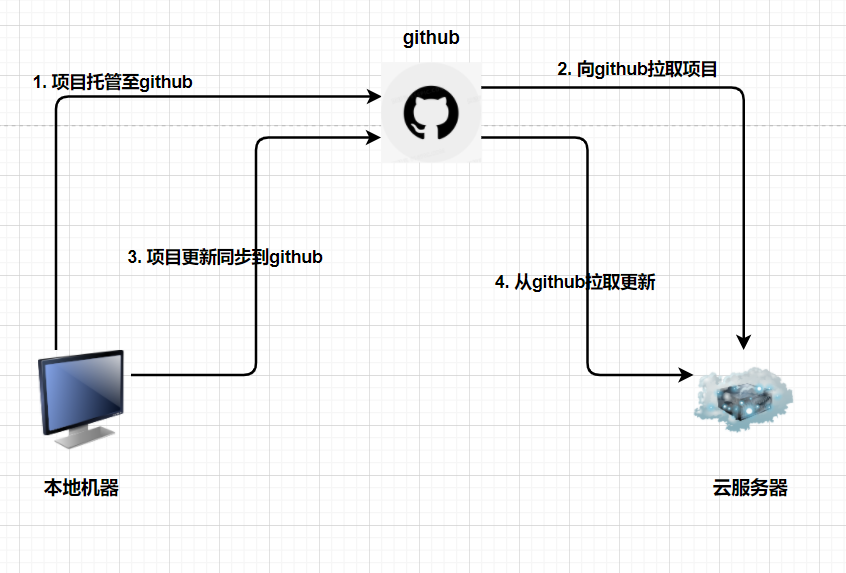 github
1. 项目托管至github
2. 向github拉取项目
3. 项目更新同步到github
4. 从github拉取更新
本地机器
云服务器